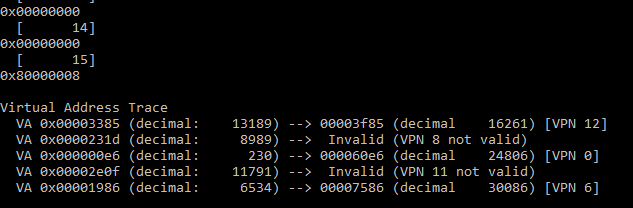 0x00000000
  [      14]
0x00000000
  [      15]
0x80000008

Virtual Address Trace
  VA 0x00003385 (decimal:    13189) --> 00003f85 (decimal    16261) [VPN 12]
  VA 0x0000231d (decimal:     8989) -->  Invalid (VPN 8 not valid)
  VA 0x000000e6 (decimal:      230) --> 000060e6 (decimal    24806) [VPN 0]
  VA 0x00002e0f (decimal:    11791) -->  Invalid (VPN 11 not valid)
  VA 0x00001986 (decimal:     6534) --> 00007586 (decimal    30086) [VPN 6]